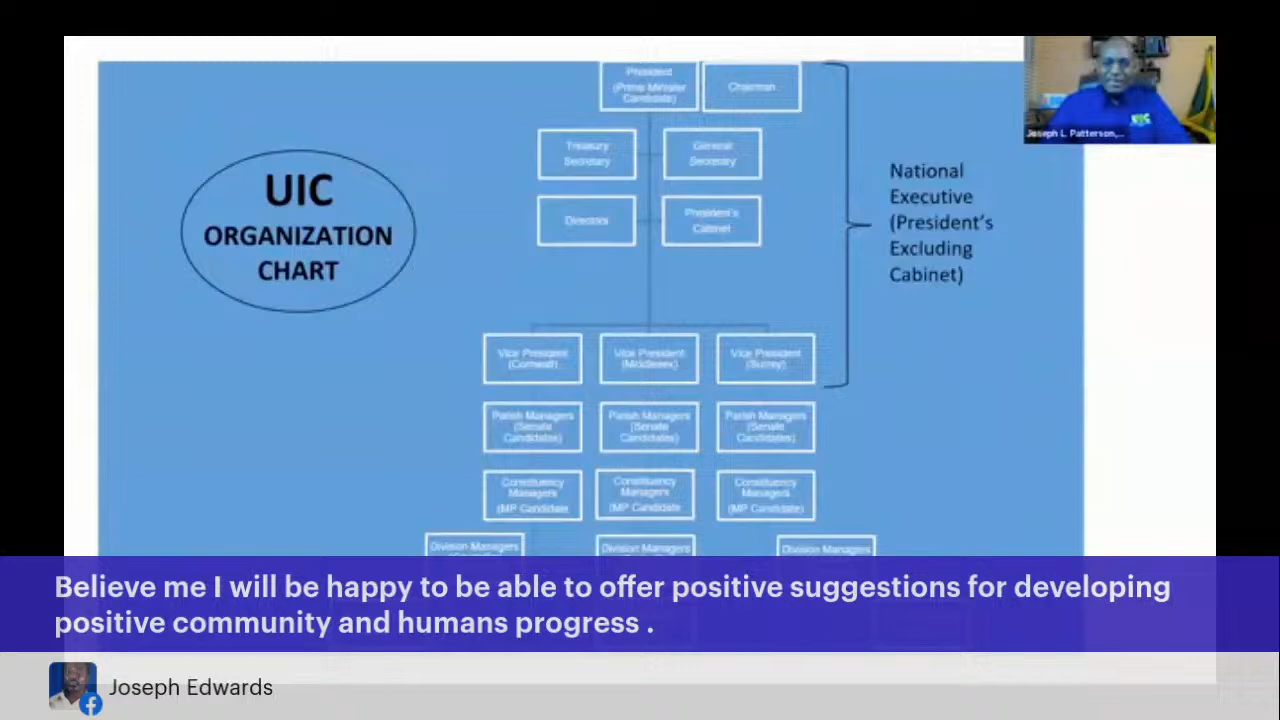 President
(Prime Minister
Candidate)
Chairman
Joseph L. Patterson,...
Treasury
Secretary
General
Secretary
UIC
ORGANIZATION
CHART
National
Executive
(President's
Excluding
Cabinet)
Directors
President's
Cabinet
Vice President
(Cornwall)
Vice President
(Middlesex)
Vice President
(Surrey)
Parish Managers
(Senate
Candidates)
Parish Managers
(Senate
Candidates)
Parish Managers
(Senate
Candidates)
Constituency
Managers
(MP Candidate
Constituency
Managers
(MP Candidate
Constituency
Managers
(MP Candidate)
Division Managers
Division Managers
Division Managers
Believe me I will be happy to be able to offer positive suggestions for developing
positive community and humans progress .
Joseph Edwards